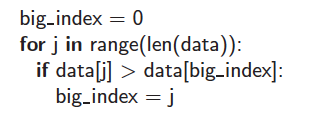 big_index = 0
for j in range(len(data)):
if data[j] > data[big_index]:
big_index = j